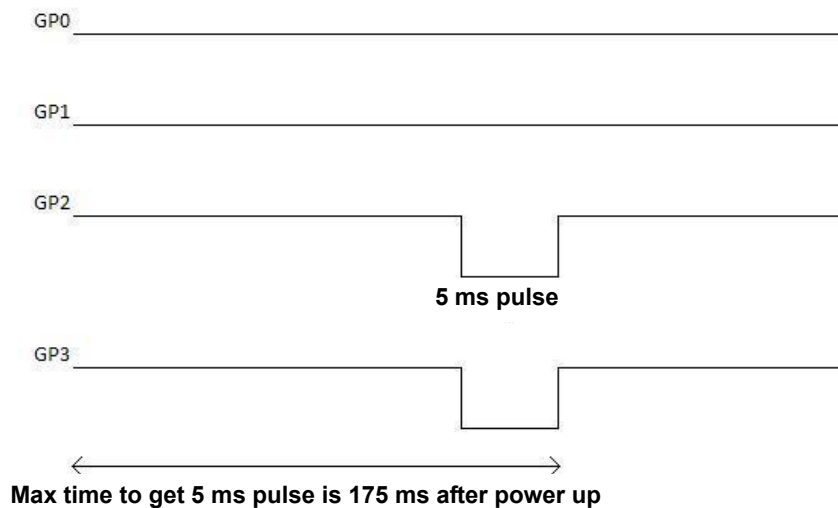 GP0
GP1
GP2
5 ms pulse
GP3
Max time to get 5 ms pulse is 175 ms after power up